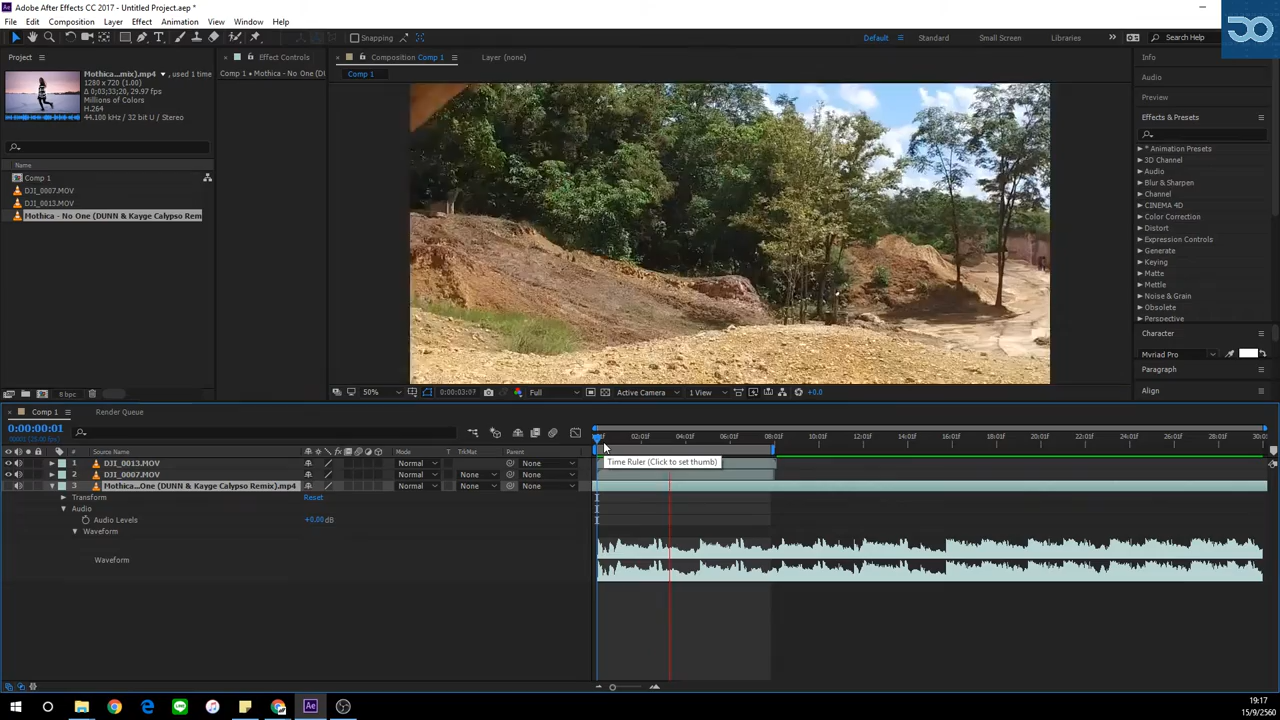 Adobe After Effects CC 2017 - Untitled Project.aep *
File Edit Composition Layer Effect Animation View Window Help
Snapping Default Standard Small Screen Libraries Search Help
Project Effect Controls Composition Comp 1 Layer (none) Info
Mothica...mix).mp4 , used 1 time Comp 1 • Mothica - No One (DU Comp 1
1280 x 720 (1.00)
Δ 0;03;33;20, 29.97 fps
Millions of Colors
H.264
44.100 kHz / 32 bit U / Stereo
Name
Comp 1
DJI_0007.MOV
DJI_0013.MOV
Mothica - No One (DUNN & Kayge Calypso Rem
8 bpc
50% 0:00:03:07 Full Active Camera 1 View +0.0
Audio
Preview
Effects & Presets
* Animation Presets
3D Channel
Audio
Blur & Sharpen
CINEMA 4D
Color Correction
Distort
Expression Controls
Generate
Keying
Matte
Mettle
Noise & Grain
Obsolete
Perspective
Character
Myriad Pro
Paragraph
Align
Comp 1 Render Queue
0:00:00:01
02:01f 04:01f 06:01f 08:01f 10:01f 12:01f 14:01f 16:01f 18:01f 20:01f 22:01f 24:01f 26:01f 28:01f 30:0
# Source Name Mode T TrkMat Parent
1 DJI_0013.MOV Normal None
2 DJI_0007.MOV Normal None None
3 Mothica...One (DUNN & Kayge Calypso Remix).mp4 Normal None None
Time Ruler (Click to set thumb)
Transform Reset
Audio
Audio Levels +0.00 dB
Waveform
Waveform
19:17
15/9/2560